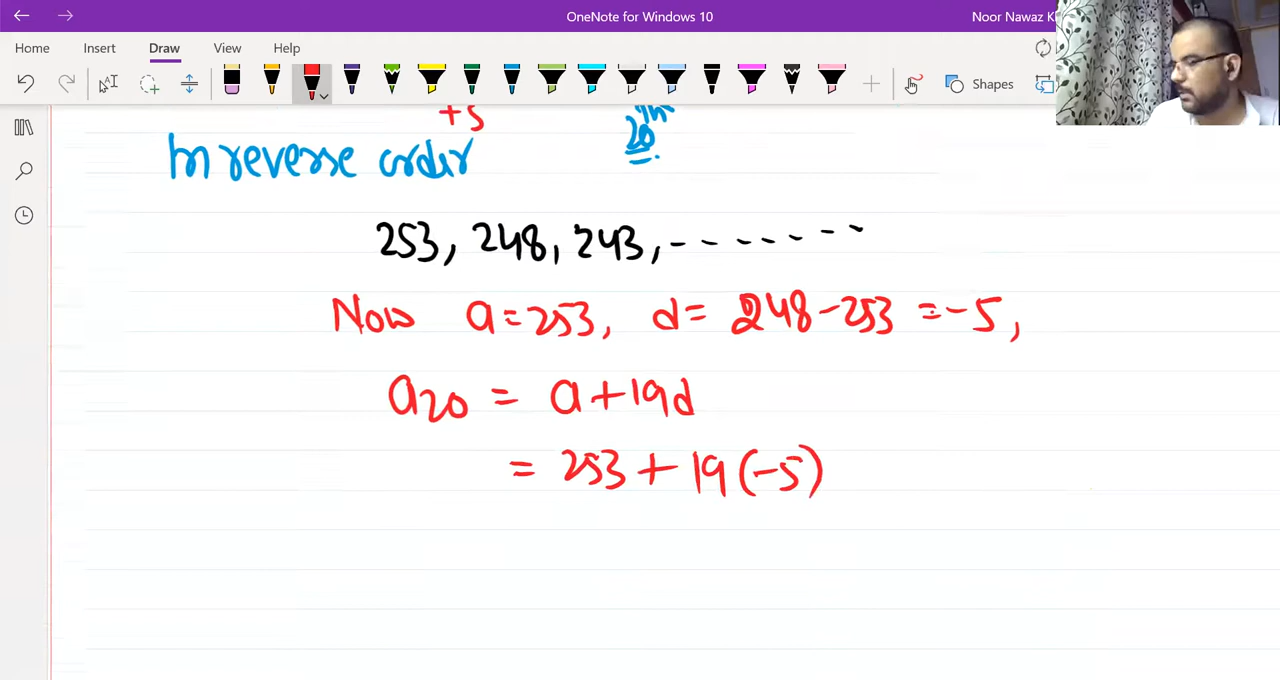 OneNote for Windows 10
Noor Nawaz K
Home Insert Draw View Help
Shapes
+5
20th
In reverse order
253, 248, 243, - - - - - - - -
Now a = 253, d = 248 - 253 = -5,
a20 = a + 19d
= 253 + 19(-5)